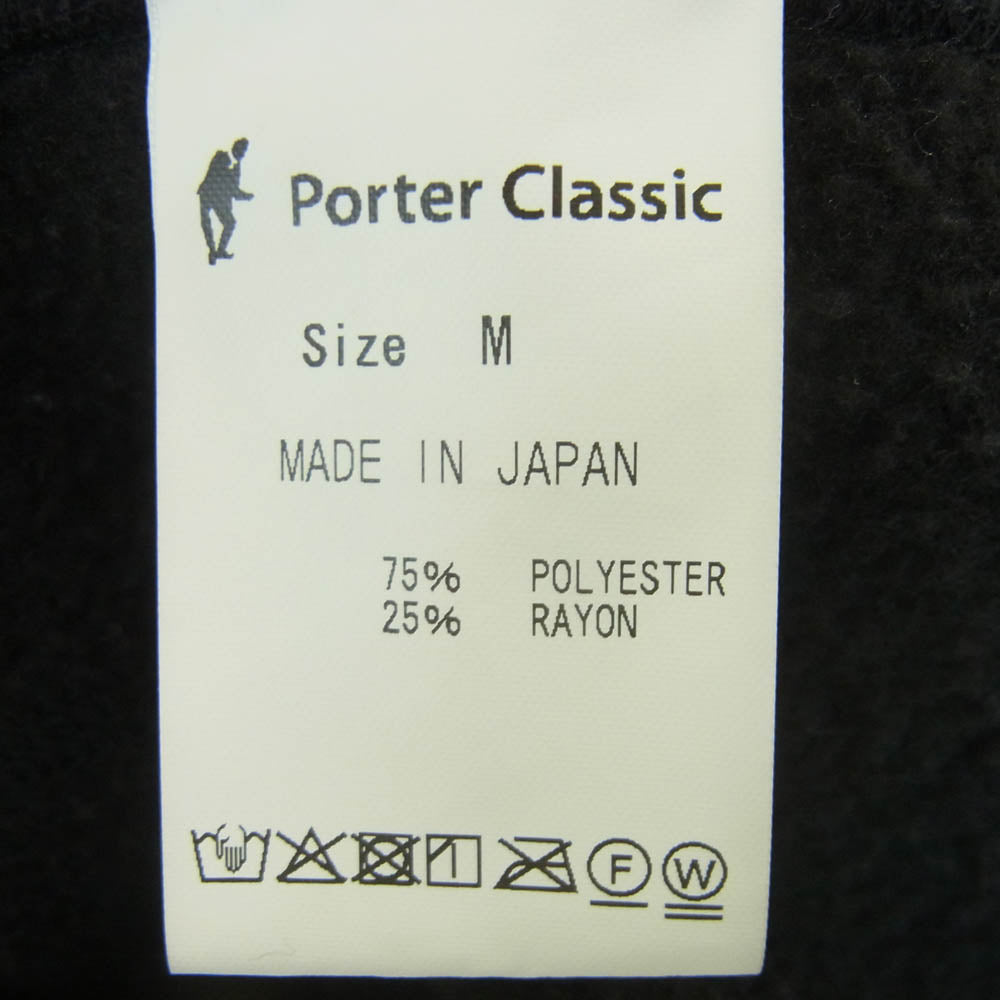 Porter Classic
Size M
MADE IN JAPAN
75% POLYESTER
25% RAYON
F W